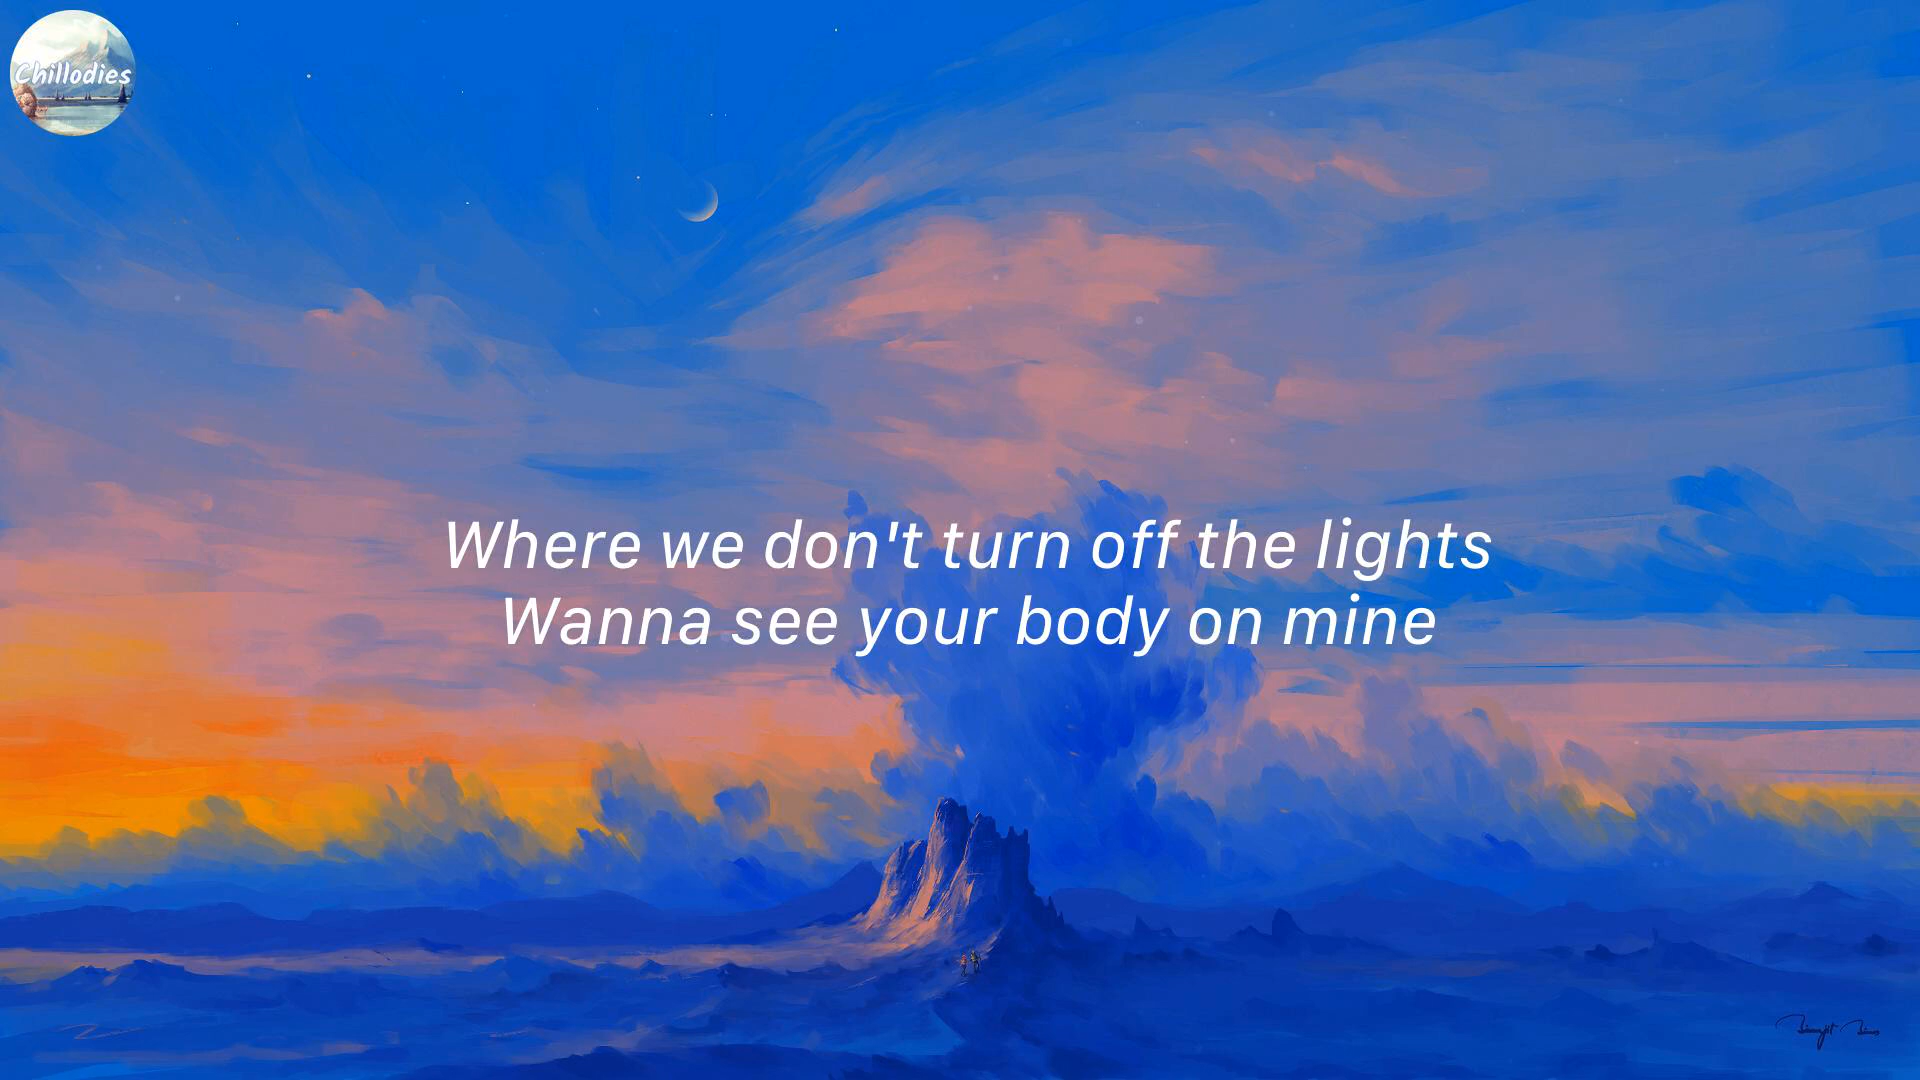 Chillodies
Where we don't turn off the lights
Wanna see your body on mine